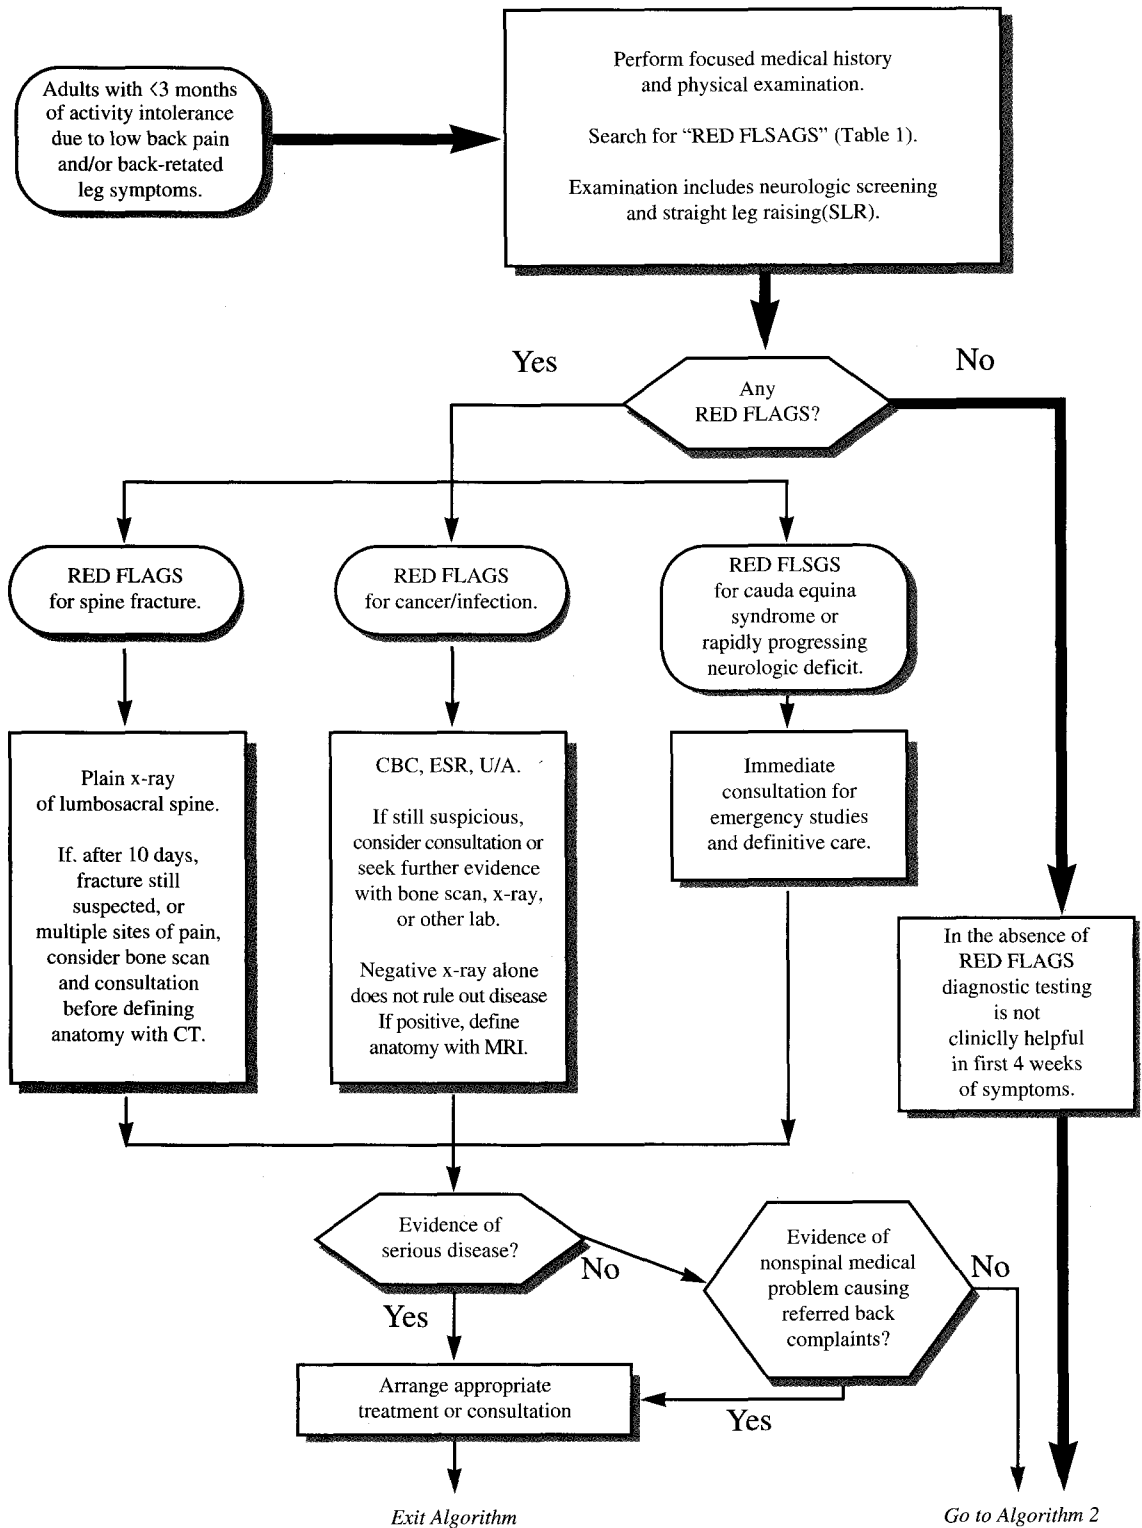 Adults with <3 months
of activity intolerance
due to low back pain
and/or back-retated
leg symptoms.
Perform focused medical history
and physical examination.
Search for “RED FLSAGS” (Table 1).
Examination includes neurologic screening
and straight leg raising(SLR).
Yes
No
Any
RED FLAGS?
RED FLAGS
for spine fracture.
RED FLAGS
for cancer/infection.
RED FLSGS
for cauda equina
syndrome or
rapidly progressing
neurologic deficit.
Plain x-ray
of lumbosacral spine.
If. after 10 days,
fracture still
suspected, or
multiple sites of pain,
consider bone scan
and consultation
before defining
anatomy with CT.
CBC, ESR, U/A.
If still suspicious,
consider consultation or
seek further evidence
with bone scan, x-ray,
or other lab.
Negative x-ray alone
does not rule out disease
If positive, define
anatomy with MRI.
Immediate
consultation for
emergency studies
and definitive care.
In the absence of
RED FLAGS
diagnostic testing
is not
cliniclly helpful
in first 4 weeks
of symptoms.
Evidence of
serious disease?
No
Yes
Evidence of
nonspinal medical
problem causing
referred back
complaints?
No
Yes
Arrange appropriate
treatment or consultation
Exit Algorithm
Go to Algorithm 2